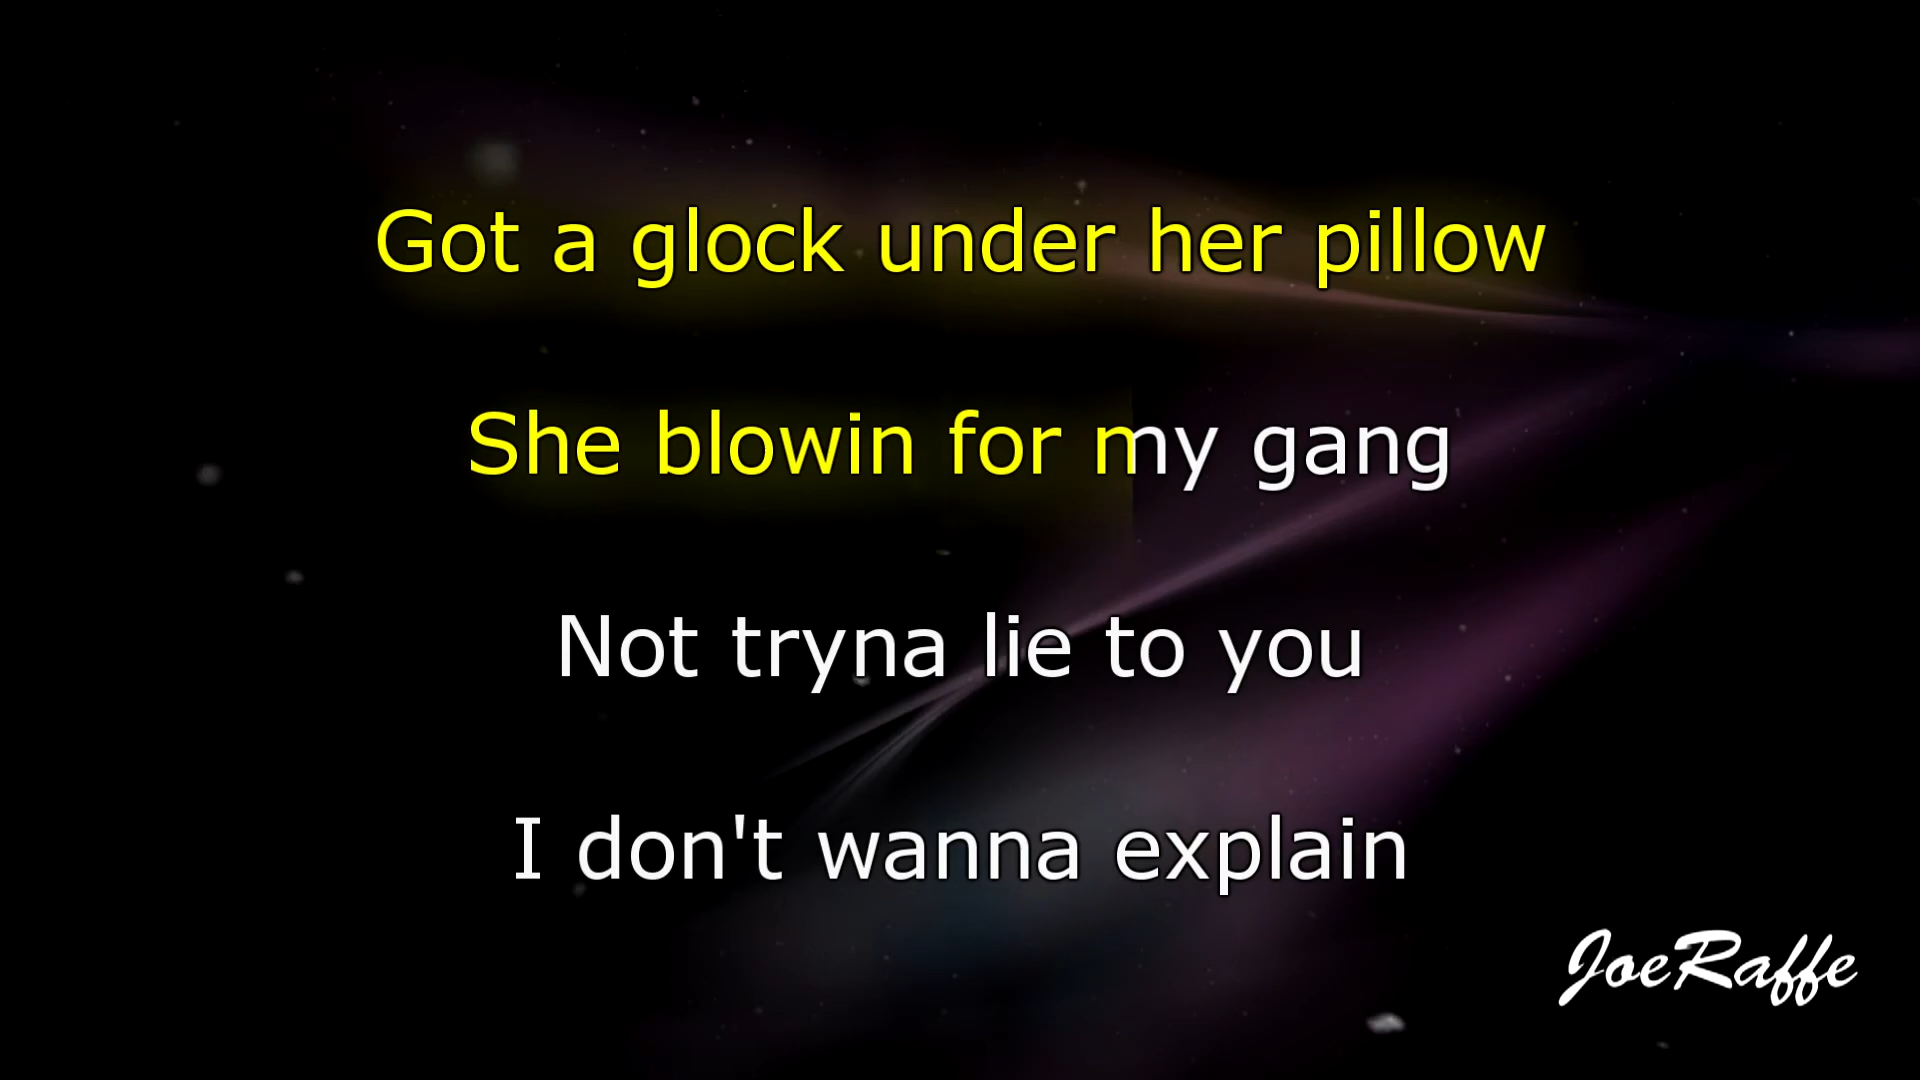 Got a glock under her pillow
She blowin for my gang
Not tryna lie to you
I don't wanna explain
JoeRaffe